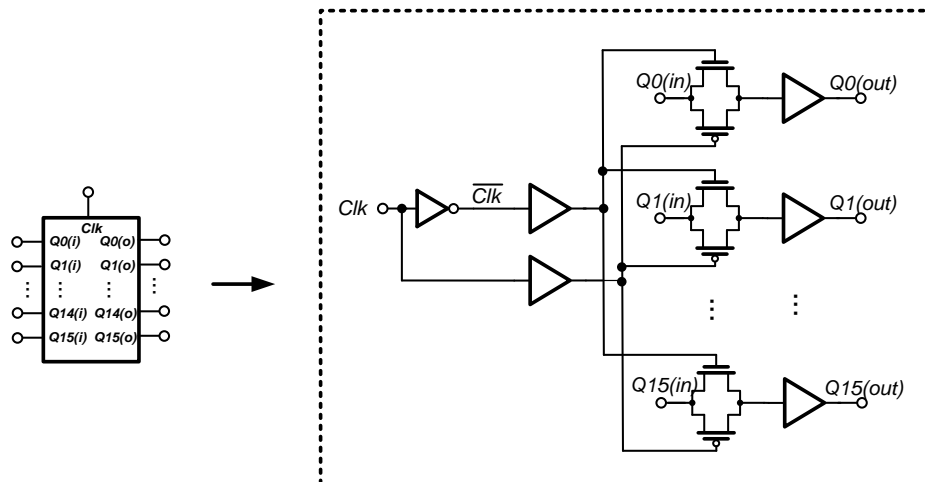 Clk
Q0(i) Q0(o)
Q1(i) Q1(o)
Q14(i) Q14(o)
Q15(i) Q15(o)
Clk
Clk
Q0(in) Q0(out)
Q1(in) Q1(out)
Q15(in) Q15(out)